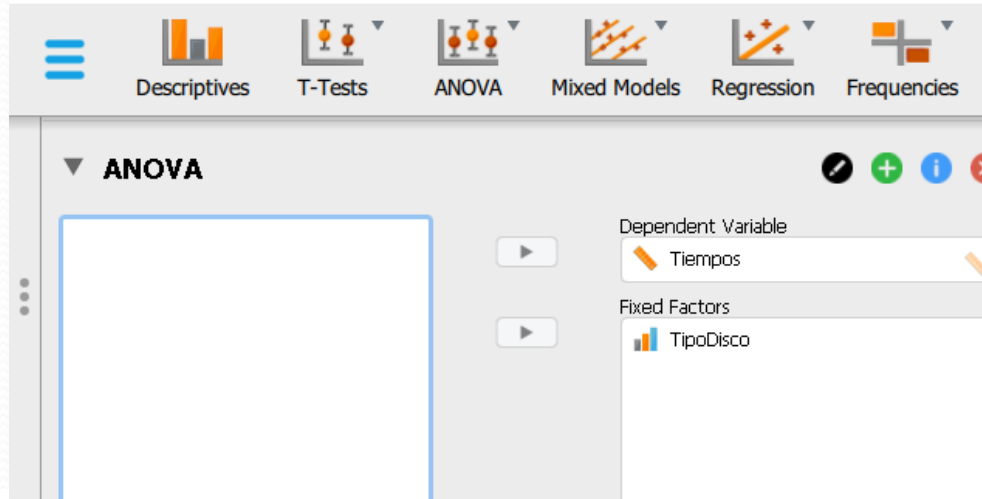 Descriptives T-Tests ANOVA Mixed Models Regression Frequencies
ANOVA
Dependent Variable
Tiempos
Fixed Factors
TipoDisco